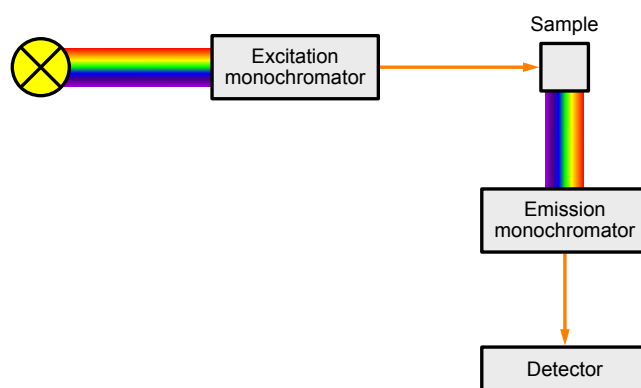 Sample
Excitation
monochromator
Emission
monochromator
Detector